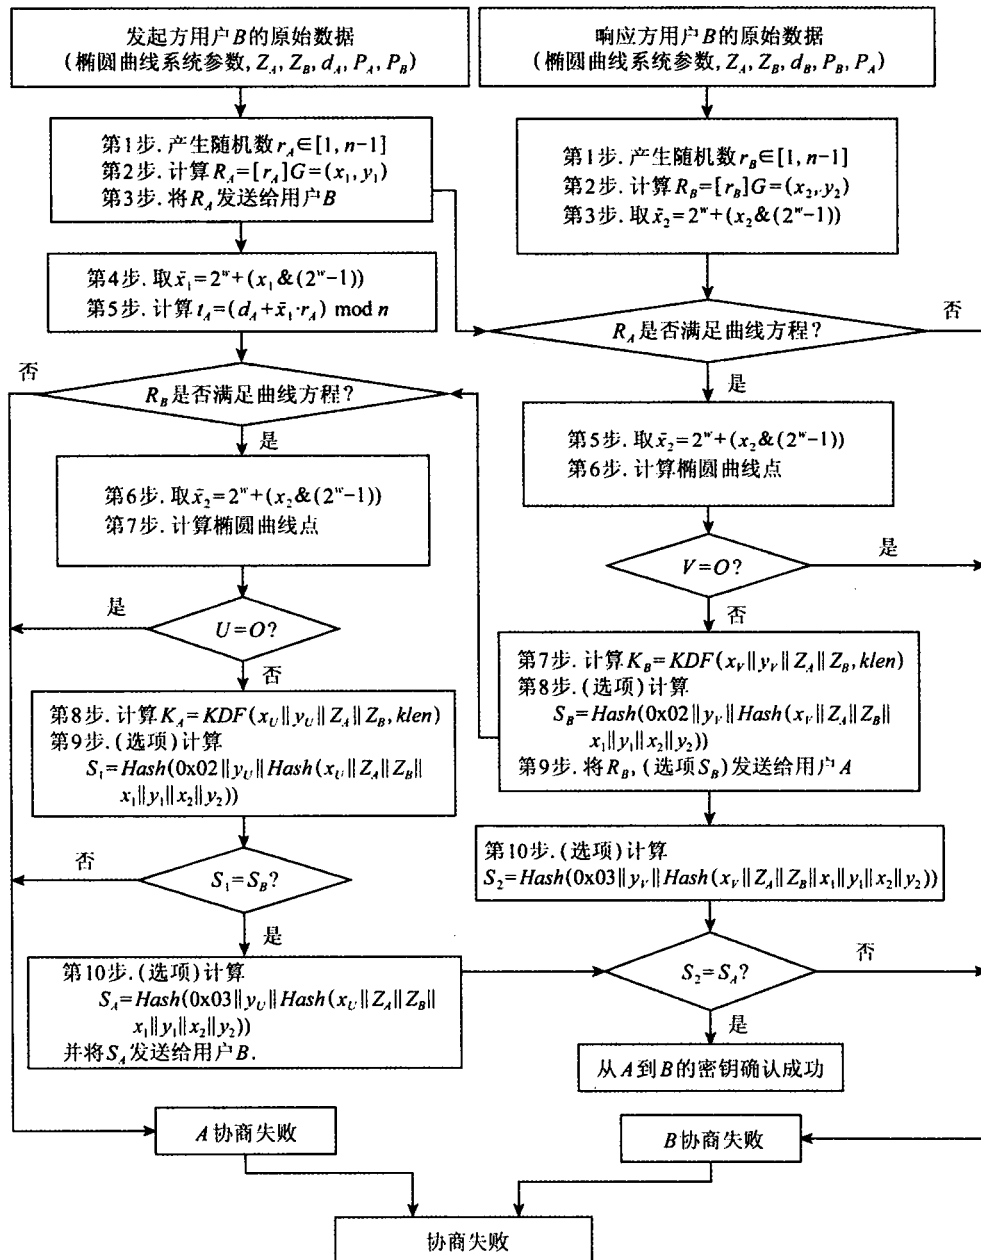 发起方用户B的原始数据
(椭圆曲线系统参数, Z_A, Z_B, d_A, P_A, P_B)
第1步. 产生随机数 r_A∈[1, n-1]
第2步. 计算 R_A=[r_A]G=(x_1, y_1)
第3步. 将 R_A 发送给用户B
第4步. 取 x̄_1=2^w+(x_1&(2^w-1))
第5步. 计算 t_A=(d_A+x̄_1·r_A) mod n
否
R_B 是否满足曲线方程?
是
第6步. 取 x̄_2=2^w+(x_2&(2^w-1))
第7步. 计算椭圆曲线点
是
U=O?
否
第8步. 计算 K_A=KDF(x_U||y_U||Z_A||Z_B, klen)
第9步. (选项)计算
S_1=Hash(0x02||y_U||Hash(x_U||Z_A||Z_B||
x_1||y_1||x_2||y_2))
否
S_1=S_B?
是
第10步. (选项)计算
S_A=Hash(0x03||y_U||Hash(x_U||Z_A||Z_B||
x_1||y_1||x_2||y_2))
并将 S_A 发送给用户B.
A协商失败
响应方用户B的原始数据
(椭圆曲线系统参数, Z_A, Z_B, d_B, P_B, P_A)
第1步. 产生随机数 r_B∈[1, n-1]
第2步. 计算 R_B=[r_B]G=(x_2, y_2)
第3步. 取 x̄_2=2^w+(x_2&(2^w-1))
R_A 是否满足曲线方程?
否
是
第5步. 取 x̄_2=2^w+(x_2&(2^w-1))
第6步. 计算椭圆曲线点
V=O?
是
否
第7步. 计算 K_B=KDF(x_V||y_V||Z_A||Z_B, klen)
第8步. (选项)计算
S_B=Hash(0x02||y_V||Hash(x_V||Z_A||Z_B||
x_1||y_1||x_2||y_2))
第9步. 将 R_B, (选项 S_B)发送给用户A
第10步. (选项)计算
S_2=Hash(0x03||y_V||Hash(x_V||Z_A||Z_B||x_1||y_1||x_2||y_2))
S_2=S_A?
否
是
从A到B的密钥确认成功
B协商失败
协商失败